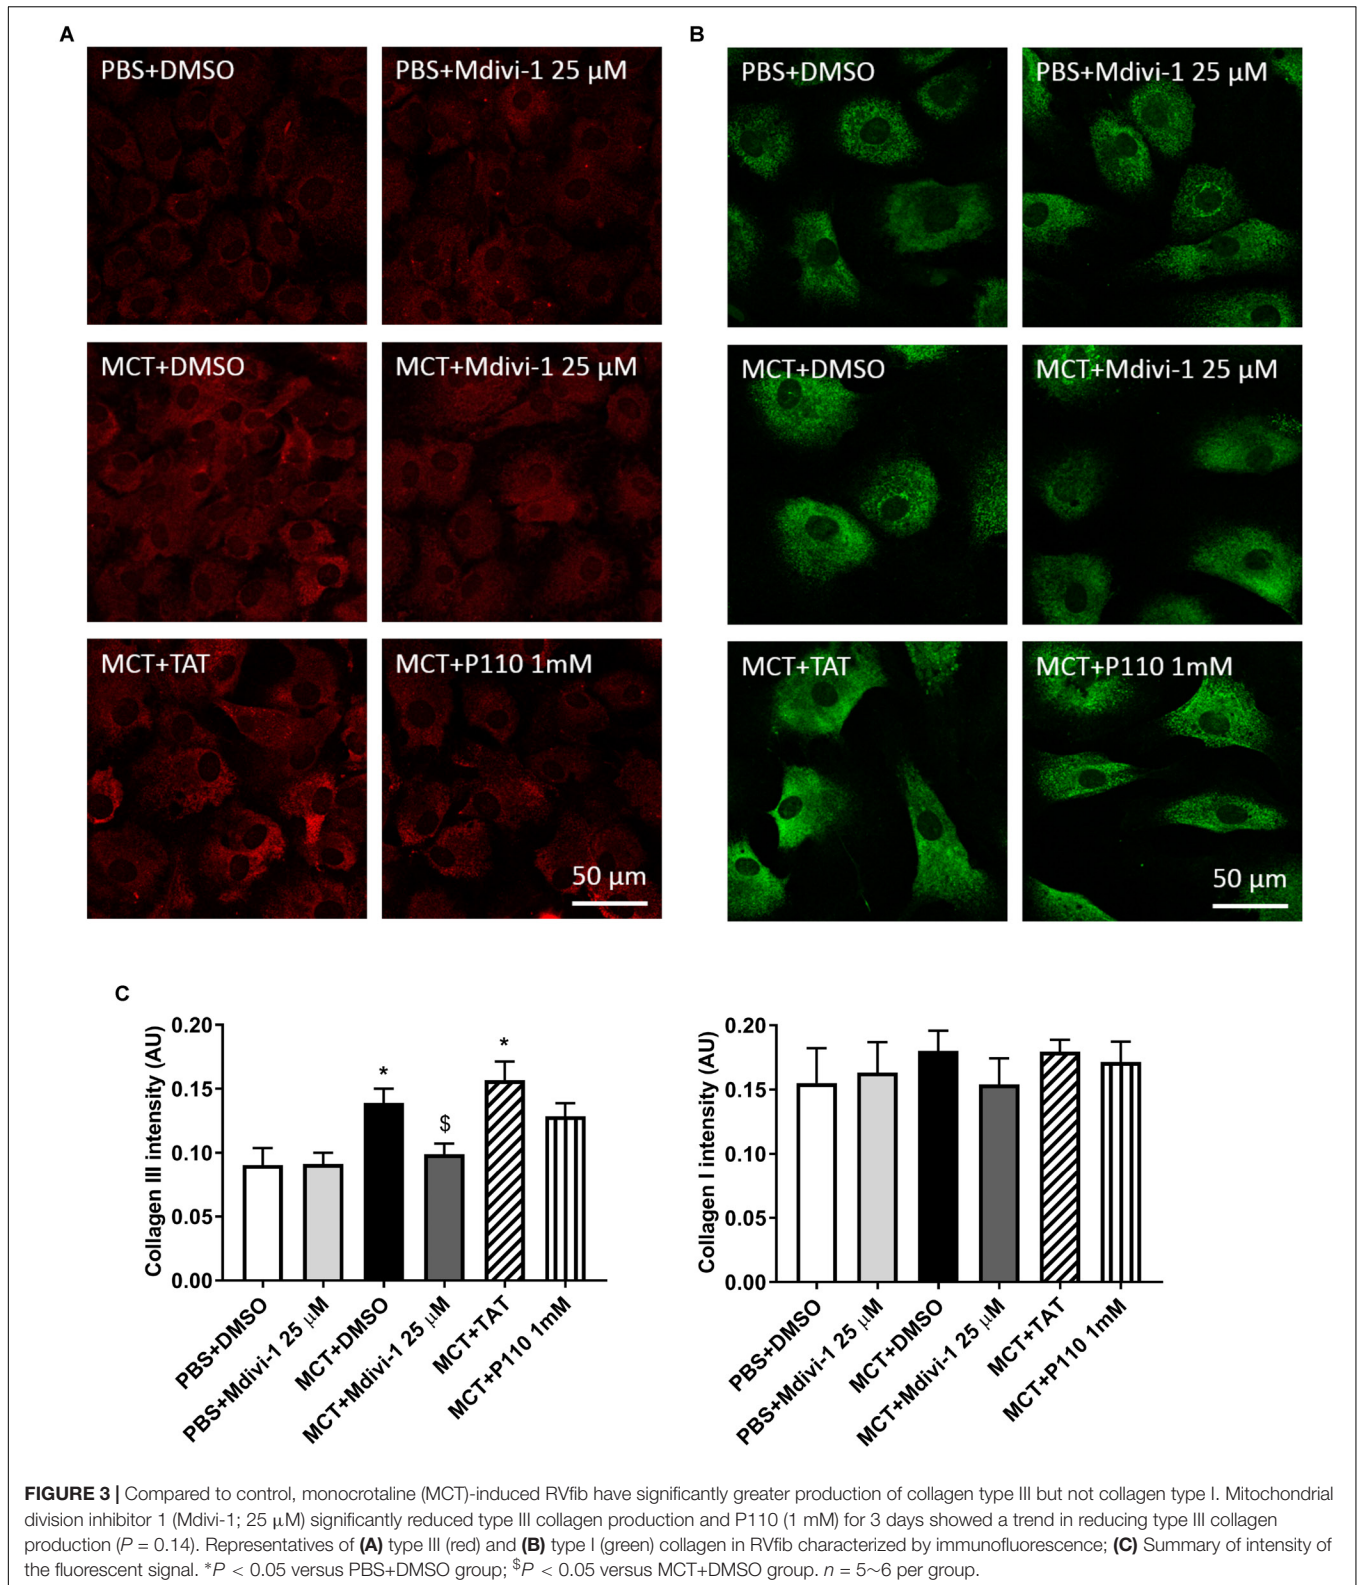 A
B
PBS+DMSO
PBS+Mdivi-1 25 µM
PBS+DMSO
PBS+Mdivi-1 25 µM
MCT+DMSO
MCT+Mdivi-1 25 µM
MCT+DMSO
MCT+Mdivi-1 25 µM
MCT+TAT
MCT+P110 1mM
MCT+TAT
MCT+P110 1mM
50 µm
50 µm
C
Collagen III intensity (AU)
0.20
0.15
0.10
0.05
0.00
*
$
*
PBS+DMSO
PBS+Mdivi-1 25 µM
MCT+DMSO
MCT+Mdivi-1 25 µM
MCT+TAT
MCT+P110 1mM
Collagen I intensity (AU)
0.20
0.15
0.10
0.05
0.00
PBS+DMSO
PBS+Mdivi-1 25 µM
MCT+DMSO
MCT+Mdivi-1 25 µM
MCT+TAT
MCT+P110 1mM
FIGURE 3 | Compared to control, monocrotaline (MCT)-induced RVfib have significantly greater production of collagen type III but not collagen type I. Mitochondrial
division inhibitor 1 (Mdivi-1; 25 µM) significantly reduced type III collagen production and P110 (1 mM) for 3 days showed a trend in reducing type III collagen
production (P = 0.14). Representatives of (A) type III (red) and (B) type I (green) collagen in RVfib characterized by immunofluorescence; (C) Summary of intensity of
the fluorescent signal. *P < 0.05 versus PBS+DMSO group; $P < 0.05 versus MCT+DMSO group. n = 5~6 per group.